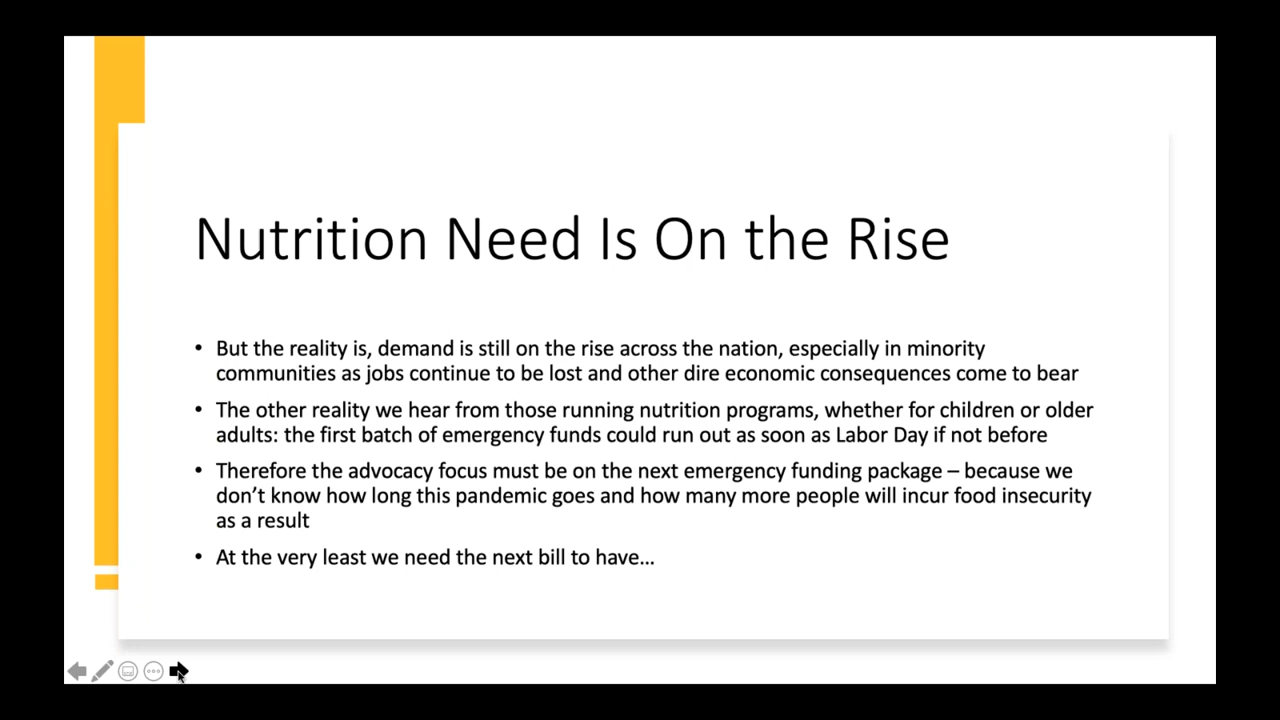 Nutrition Need Is On the Rise
• But the reality is, demand is still on the rise across the nation, especially in minority
communities as jobs continue to be lost and other dire economic consequences come to bear
• The other reality we hear from those running nutrition programs, whether for children or older
adults: the first batch of emergency funds could run out as soon as Labor Day if not before
• Therefore the advocacy focus must be on the next emergency funding package – because we
don’t know how long this pandemic goes and how many more people will incur food insecurity
as a result
• At the very least we need the next bill to have…